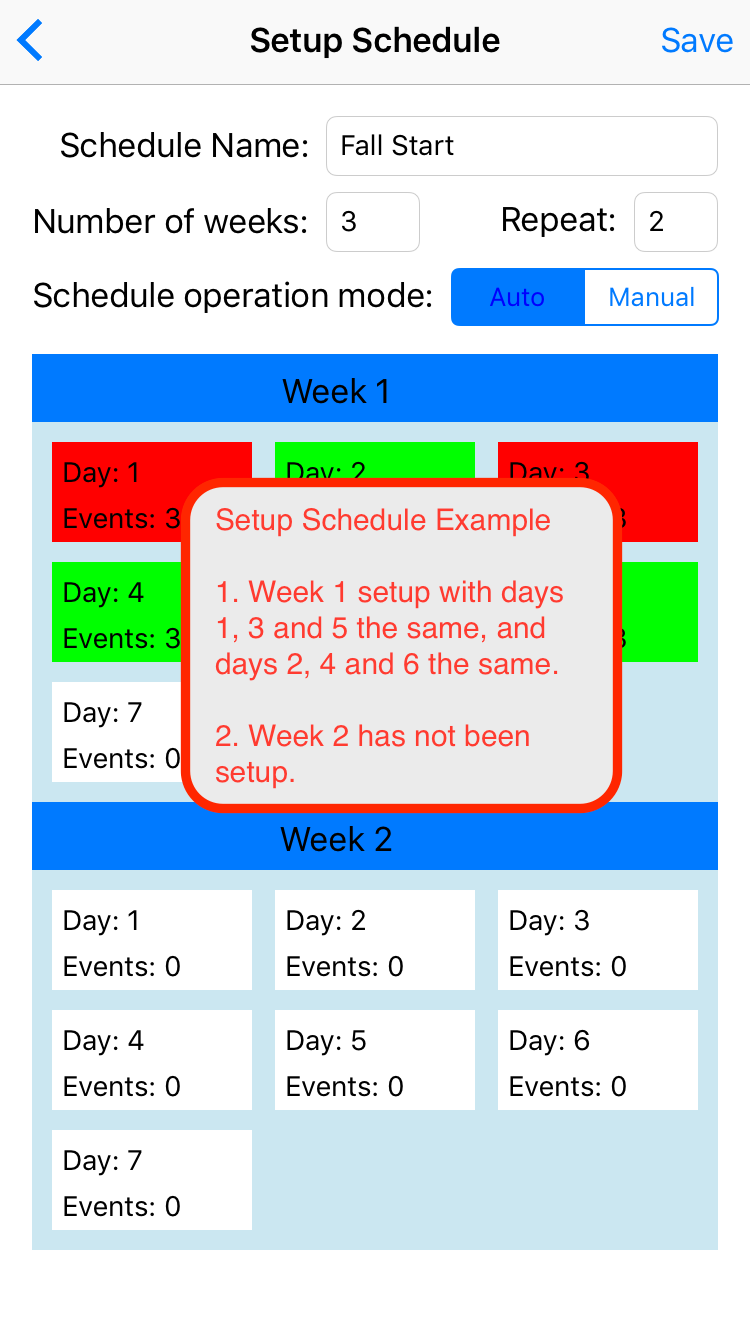 Setup Schedule Save
Schedule Name: Fall Start
Number of weeks: 3 Repeat: 2
Schedule operation mode: Auto Manual
Week 1
Day: 1 Day: 2 Day: 3
Events: 3
Day: 4
Events: 3
Day: 7
Events: 0
Setup Schedule Example
1. Week 1 setup with days
1, 3 and 5 the same, and
days 2, 4 and 6 the same.
2. Week 2 has not been
setup.
Week 2
Day: 1 Day: 2 Day: 3
Events: 0 Events: 0 Events: 0
Day: 4 Day: 5 Day: 6
Events: 0 Events: 0 Events: 0
Day: 7
Events: 0